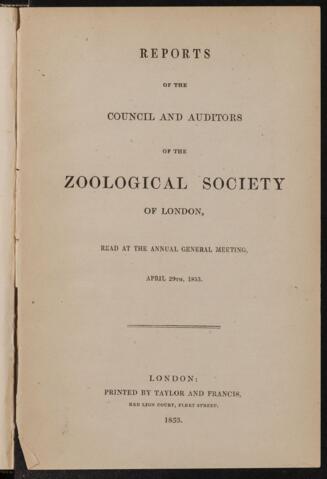 REPORTS
OF THE
COUNCIL AND AUDITORS
OF THE
ZOOLOGICAL SOCIETY
OF LONDON,
READ AT THE ANNUAL GENERAL MEETING,
APRIL 29TH, 1853.
LONDON:
PRINTED BY TAYLOR AND FRANCIS,
RED LION COURT, FLEET STREET.
1853.